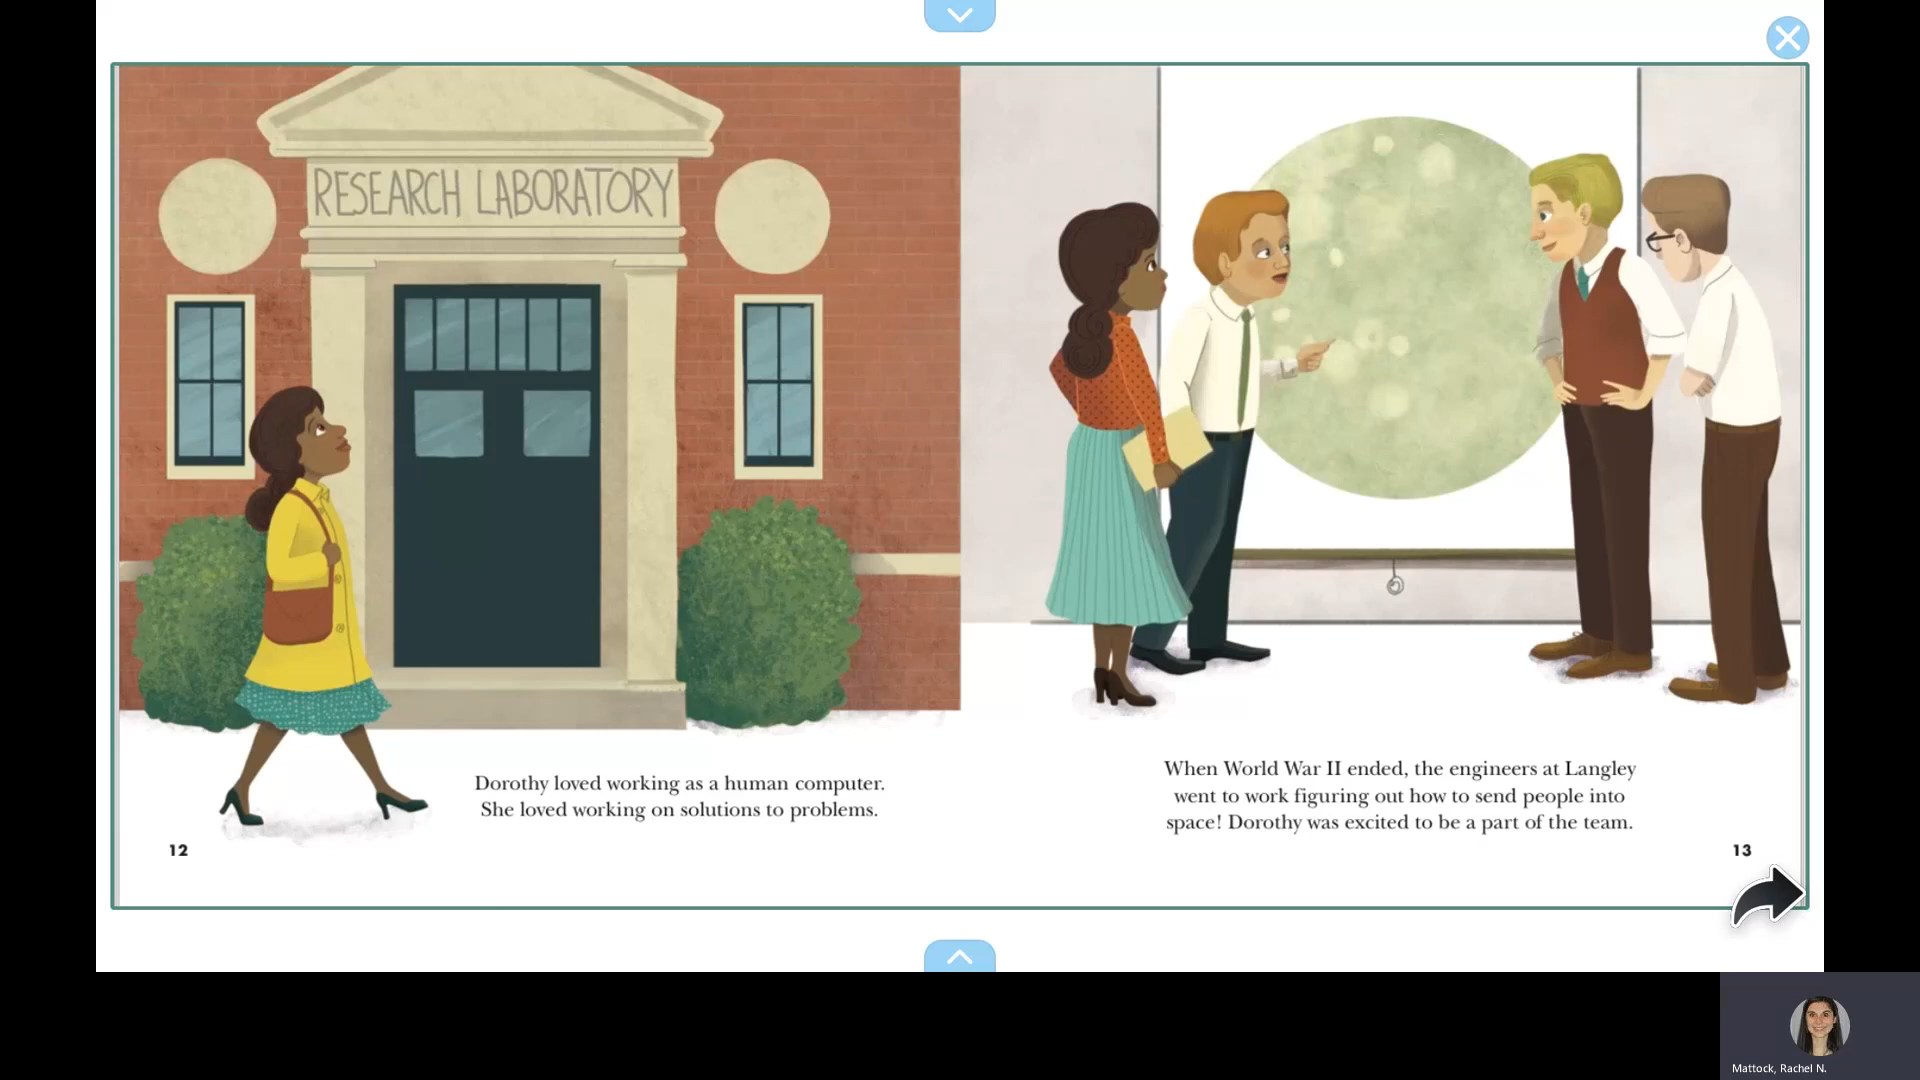 RESEARCH LABORATORY
Dorothy loved working as a human computer.
She loved working on solutions to problems.
12
When World War II ended, the engineers at Langley
went to work figuring out how to send people into
space! Dorothy was excited to be a part of the team.
13
Mattock, Rachel N.